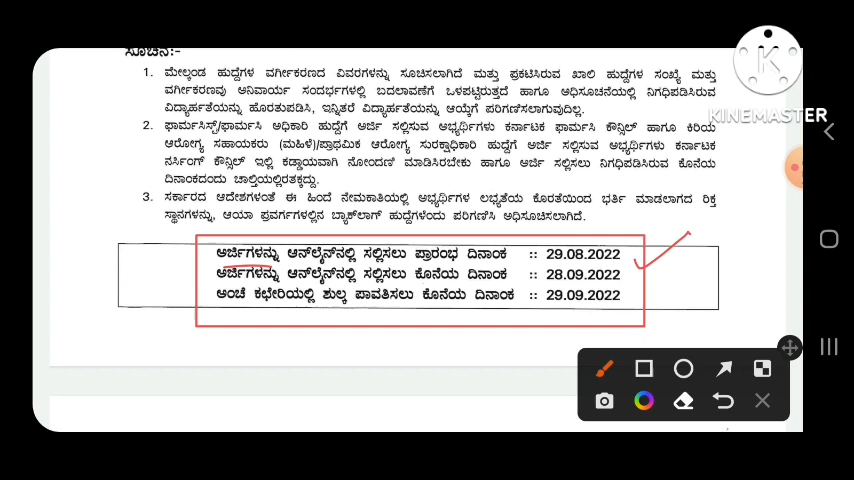 ಸೂಚನೆ:-
1. ಮೇಲ್ಕಂಡ ಹುದ್ದೆಗಳ ವರ್ಗೀಕರಣದ ವಿವರಗಳನ್ನು ಸೂಚಿಸಲಾಗಿದೆ ಮತ್ತು ಪ್ರಕಟಿಸಿರುವ ಖಾಲಿ ಹುದ್ದೆಗಳ ಸಂಖ್ಯೆ ಮತ್ತು
ವರ್ಗೀಕರಣವು ಅನಿವಾರ್ಯ ಸಂದರ್ಭಗಳಲ್ಲಿ ಬದಲಾವಣೆಗೆ ಒಳಪಟ್ಟಿರುತ್ತದೆ ಹಾಗೂ ಅಧಿಸೂಚನೆಯಲ್ಲಿ ನಿಗಧಿಪಡಿಸಿರುವ
ವಿದ್ಯಾರ್ಹತೆಯನ್ನು ಹೊರತುಪಡಿಸಿ, ಇನ್ನಿತರೆ ವಿದ್ಯಾರ್ಹತೆಯನ್ನು ಆಯ್ಕೆಗೆ ಪರಿಗಣಿಸಲಾಗುವುದಿಲ್ಲ.
2. ಫಾರ್ಮಸಿಸ್ಟ್/ಫಾರ್ಮಸಿ ಅಧಿಕಾರಿ ಹುದ್ದೆಗೆ ಅರ್ಜಿ ಸಲ್ಲಿಸುವ ಅಭ್ಯರ್ಥಿಗಳು ಕರ್ನಾಟಕ ಫಾರ್ಮಸಿ ಕೌನ್ಸಿಲ್ ಹಾಗೂ ಕಿರಿಯ
ಆರೋಗ್ಯ ಸಹಾಯಕರು (ಮಹಿಳೆ)/ಪ್ರಾಥಮಿಕ ಆರೋಗ್ಯ ಸುರಕ್ಷಾಧಿಕಾರಿ ಹುದ್ದೆಗೆ ಅರ್ಜಿ ಸಲ್ಲಿಸುವ ಅಭ್ಯರ್ಥಿಗಳು ಕರ್ನಾಟಕ
ನರ್ಸಿಂಗ್ ಕೌನ್ಸಿಲ್ ಇಲ್ಲಿ ಕಡ್ಡಾಯವಾಗಿ ನೋಂದಣಿ ಮಾಡಿಸಿರಬೇಕು ಹಾಗೂ ಅರ್ಜಿ ಸಲ್ಲಿಸಲು ನಿಗಧಿಪಡಿಸಿರುವ ಕೊನೆಯ
ದಿನಾಂಕದಂದು ಚಾಲ್ತಿಯಲ್ಲಿರತಕ್ಕದ್ದು.
3. ಸರ್ಕಾರದ ಆದೇಶಗಳಂತೆ ಈ ಹಿಂದೆ ನೇಮಕಾತಿಯಲ್ಲಿ ಅಭ್ಯರ್ಥಿಗಳ ಲಭ್ಯತೆಯ ಕೊರತೆಯಿಂದ ಭರ್ತಿ ಮಾಡಲಾಗದ ರಿಕ್ತ
ಸ್ಥಾನಗಳನ್ನು, ಆಯಾ ಪ್ರವರ್ಗಗಳಲ್ಲಿನ ಬ್ಯಾಕ್‌ಲಾಗ್ ಹುದ್ದೆಗಳೆಂದು ಪರಿಗಣಿಸಿ ಅಧಿಸೂಚಿಸಲಾಗಿದೆ.
ಅರ್ಜಿಗಳನ್ನು ಆನ್‌ಲೈನ್‌ನಲ್ಲಿ ಸಲ್ಲಿಸಲು ಪ್ರಾರಂಭ ದಿನಾಂಕ :: 29.08.2022
ಅರ್ಜಿಗಳನ್ನು ಆನ್‌ಲೈನ್‌ನಲ್ಲಿ ಸಲ್ಲಿಸಲು ಕೊನೆಯ ದಿನಾಂಕ :: 28.09.2022
ಅಂಚೆ ಕಛೇರಿಯಲ್ಲಿ ಶುಲ್ಕ ಪಾವತಿಸಲು ಕೊನೆಯ ದಿನಾಂಕ :: 29.09.2022
KINEMASTER